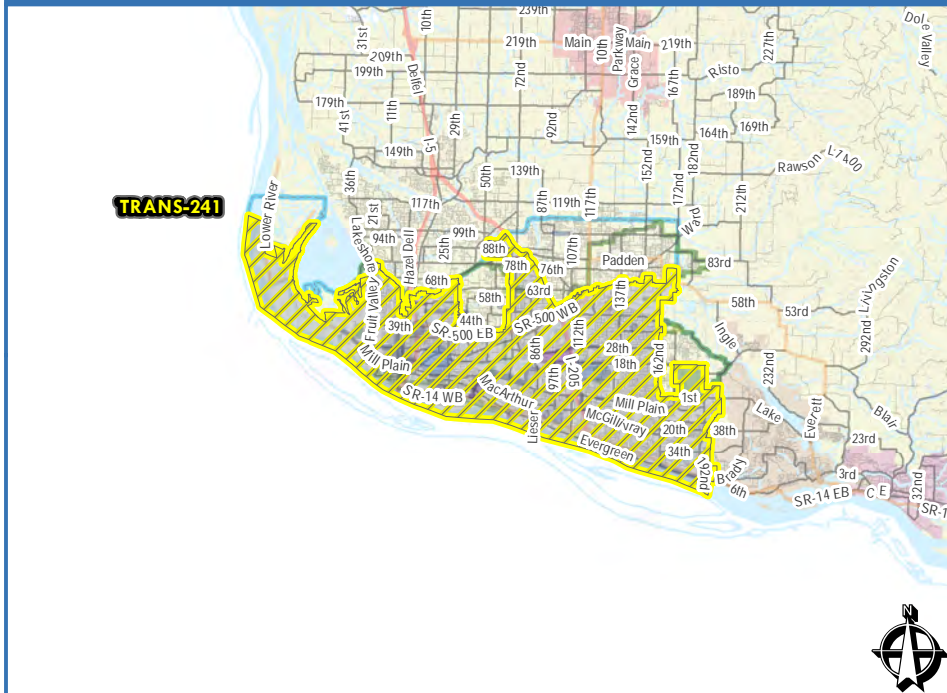 239th
10th
31st
Dole Valley
219th
Main
10th
Parkway
Main
219th
227th
209th
199th
Delfel
72nd
Grace
167th
Risto
189th
179th
41st
11th
I-5
29th
92nd
142nd
159th
164th
169th
149th
152nd
182nd
Rawson
36th
50th
139th
172nd
212th
TRANS-241
Lower River
21st
117th
87th
119th
117th
Ward
Lakeshore
94th
Hazel Dell
25th
99th
88th
107th
78th
76th
Padden
83rd
68th
63rd
58th
137th
58th
53rd
Livingston
Fruit Valley
39th
44th
SR-500 EB
SR-500 WB
112th
Ingle
292nd
Mill Plain
86th
I-205
28th
18th
162nd
232nd
97th
MacArthur
SR-14 WB
Mill Plain
1st
Lake
Everett
Blair
Lieser
McGillivray
20th
38th
Evergreen
34th
23rd
192nd
Brady
6th
3rd
32nd
SR-14 EB
C
E
SR-1
N